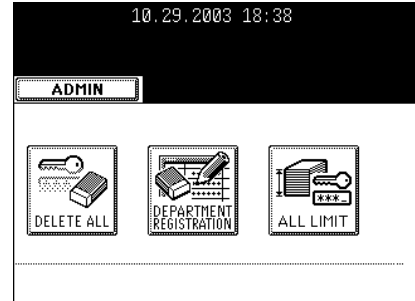 10.29.2003 18:38
ADMIN
DELETE ALL
DEPARTMENT
REGISTRATION
***_
ALL LIMIT